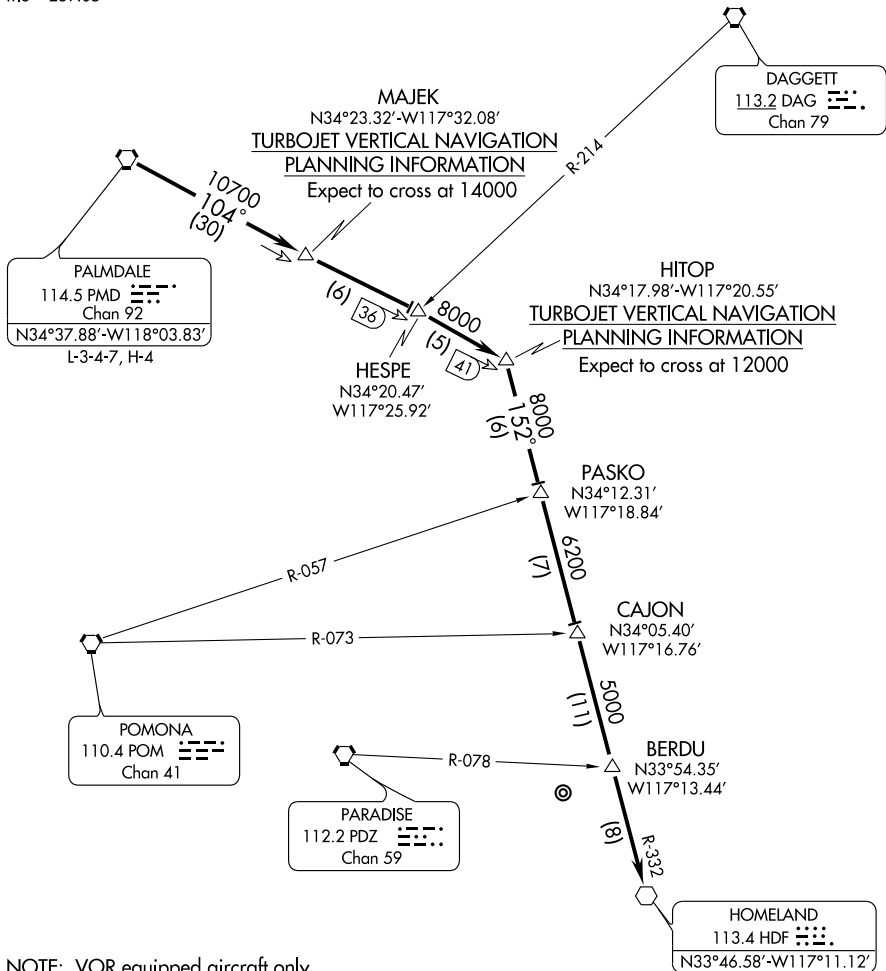 DAGGETT
113.2 DAG
Chan 79
MAJEK
N34°23.32′-W117°32.08′
TURBOJET VERTICAL NAVIGATION
PLANNING INFORMATION
Expect to cross at 14000
R-214
10700
104°
(30)
PALMDALE
114.5 PMD
Chan 92
N34°37.88′-W118°03.83′
L-3-4-7, H-4
(6)
36
8000
(5)
41
HITOP
N34°17.98′-W117°20.55′
TURBOJET VERTICAL NAVIGATION
PLANNING INFORMATION
Expect to cross at 12000
HESPE
N34°20.47′
W117°25.92′
8000
152°
(6)
PASKO
N34°12.31′
W117°18.84′
R-057
6200
(7)
CAJON
N34°05.40′
W117°16.76′
R-073
POMONA
110.4 POM
Chan 41
5000
(11)
BERDU
N33°54.35′
W117°13.44′
R-078
PARADISE
112.2 PDZ
Chan 59
(8)
R-332
HOMELAND
113.4 HDF
N33°46.58′-W117°11.12′
NOTE: VOR equipped aircraft only